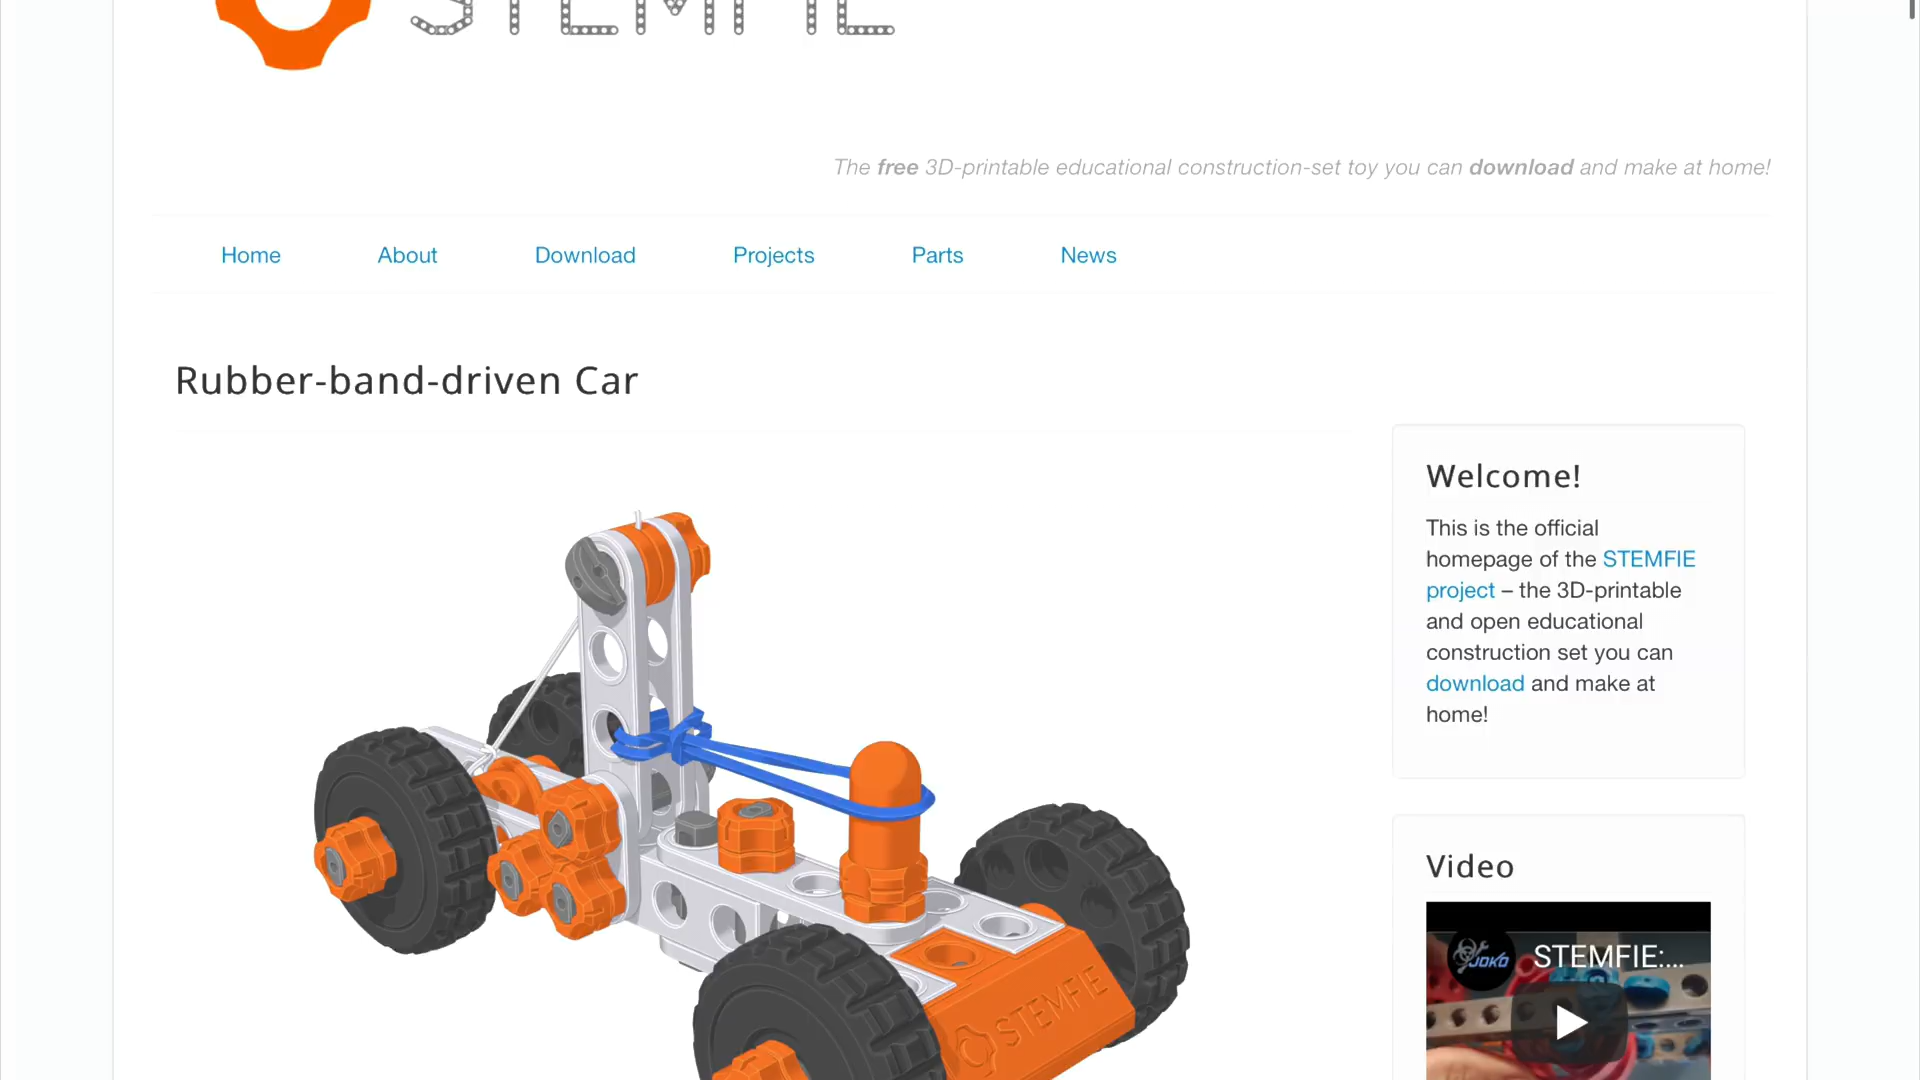 STEMFIE
The free 3D-printable educational construction-set toy you can download and make at home!
Home About Download Projects Parts News
Rubber-band-driven Car
Welcome!
This is the official
homepage of the STEMFIE
project – the 3D-printable
and open educational
construction set you can
download and make at
home!
Video
JOKO
STEMFIE:...
STEMFIE